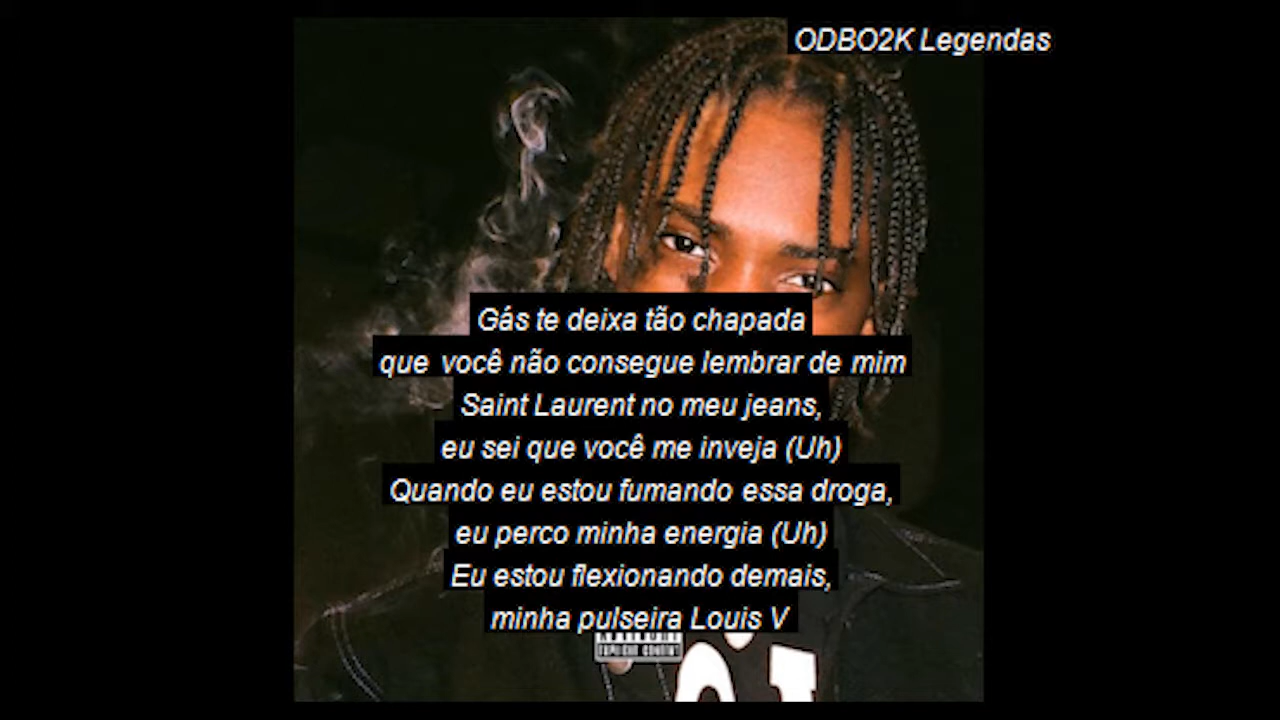 ODBO2K Legendas
Gás te deixa tão chapada
que você não consegue lembrar de mim
Saint Laurent no meu jeans,
eu sei que você me inveja (Uh)
Quando eu estou fumando essa droga,
eu perco minha energia (Uh)
Eu estou flexionando demais,
minha pulseira Louis V
EXPLICIT CONTENT